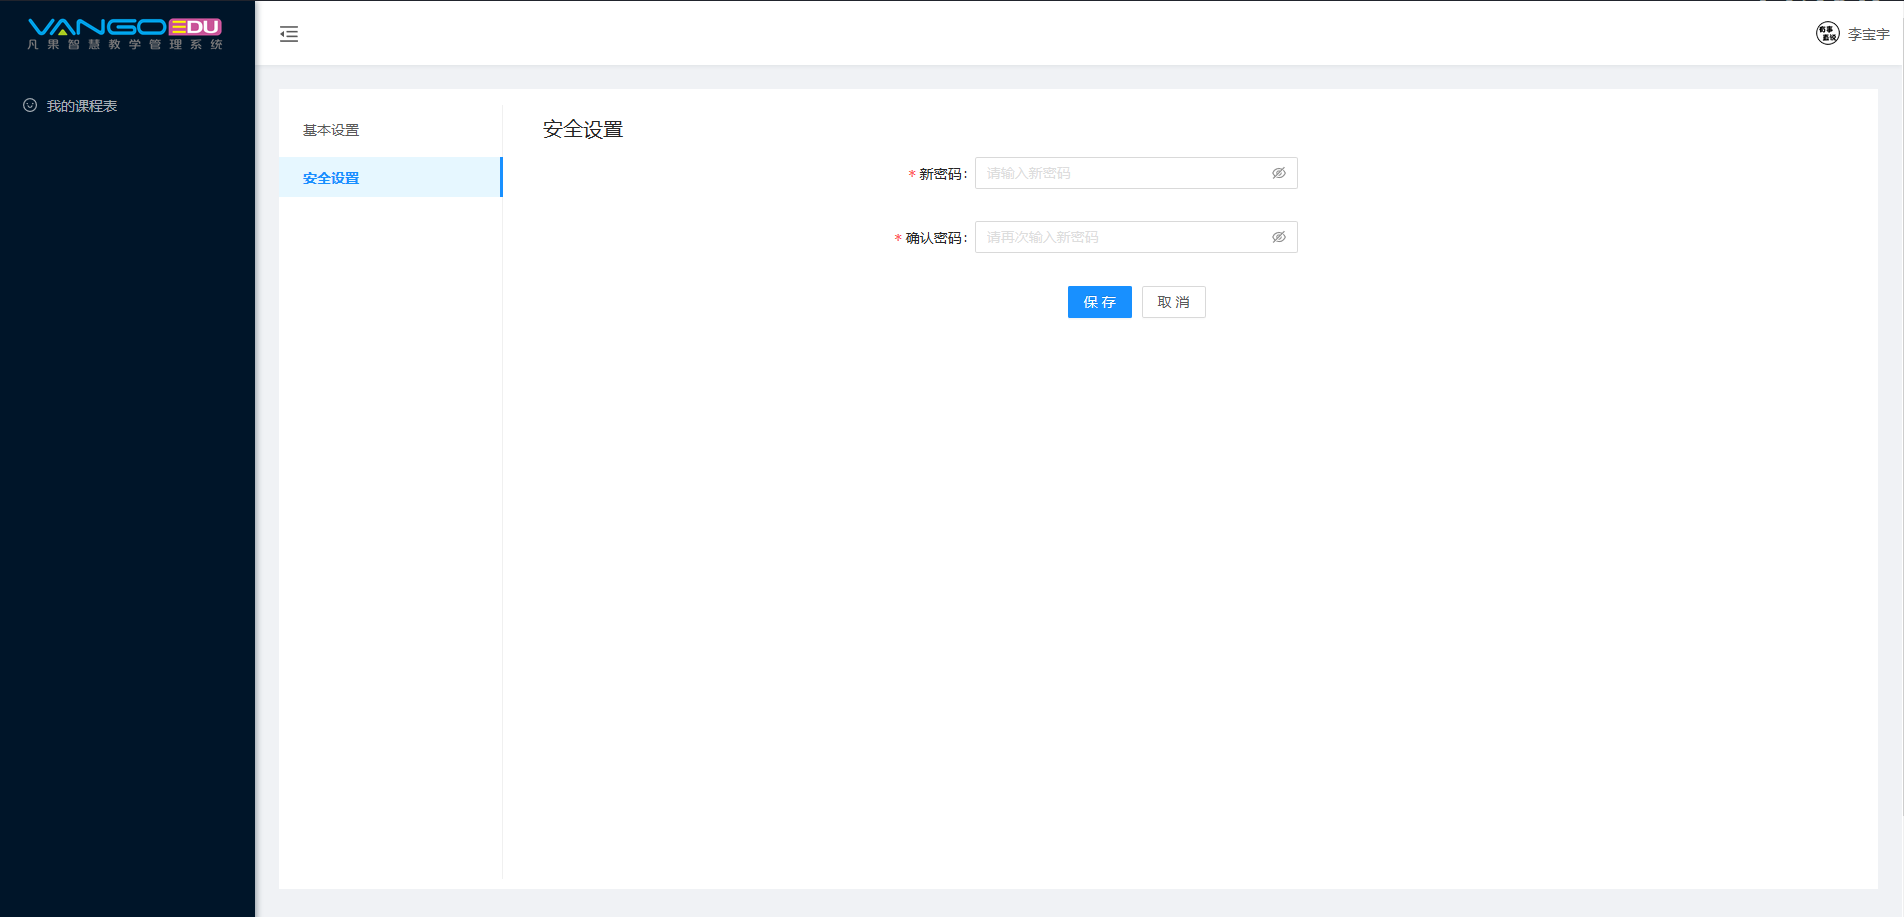 VANGOEDU
凡果智慧教学管理系统
李宝宇
我的课程表
基本设置
安全设置
安全设置
* 新密码：
请输入新密码
* 确认密码：
请再次输入新密码
保 存
取 消